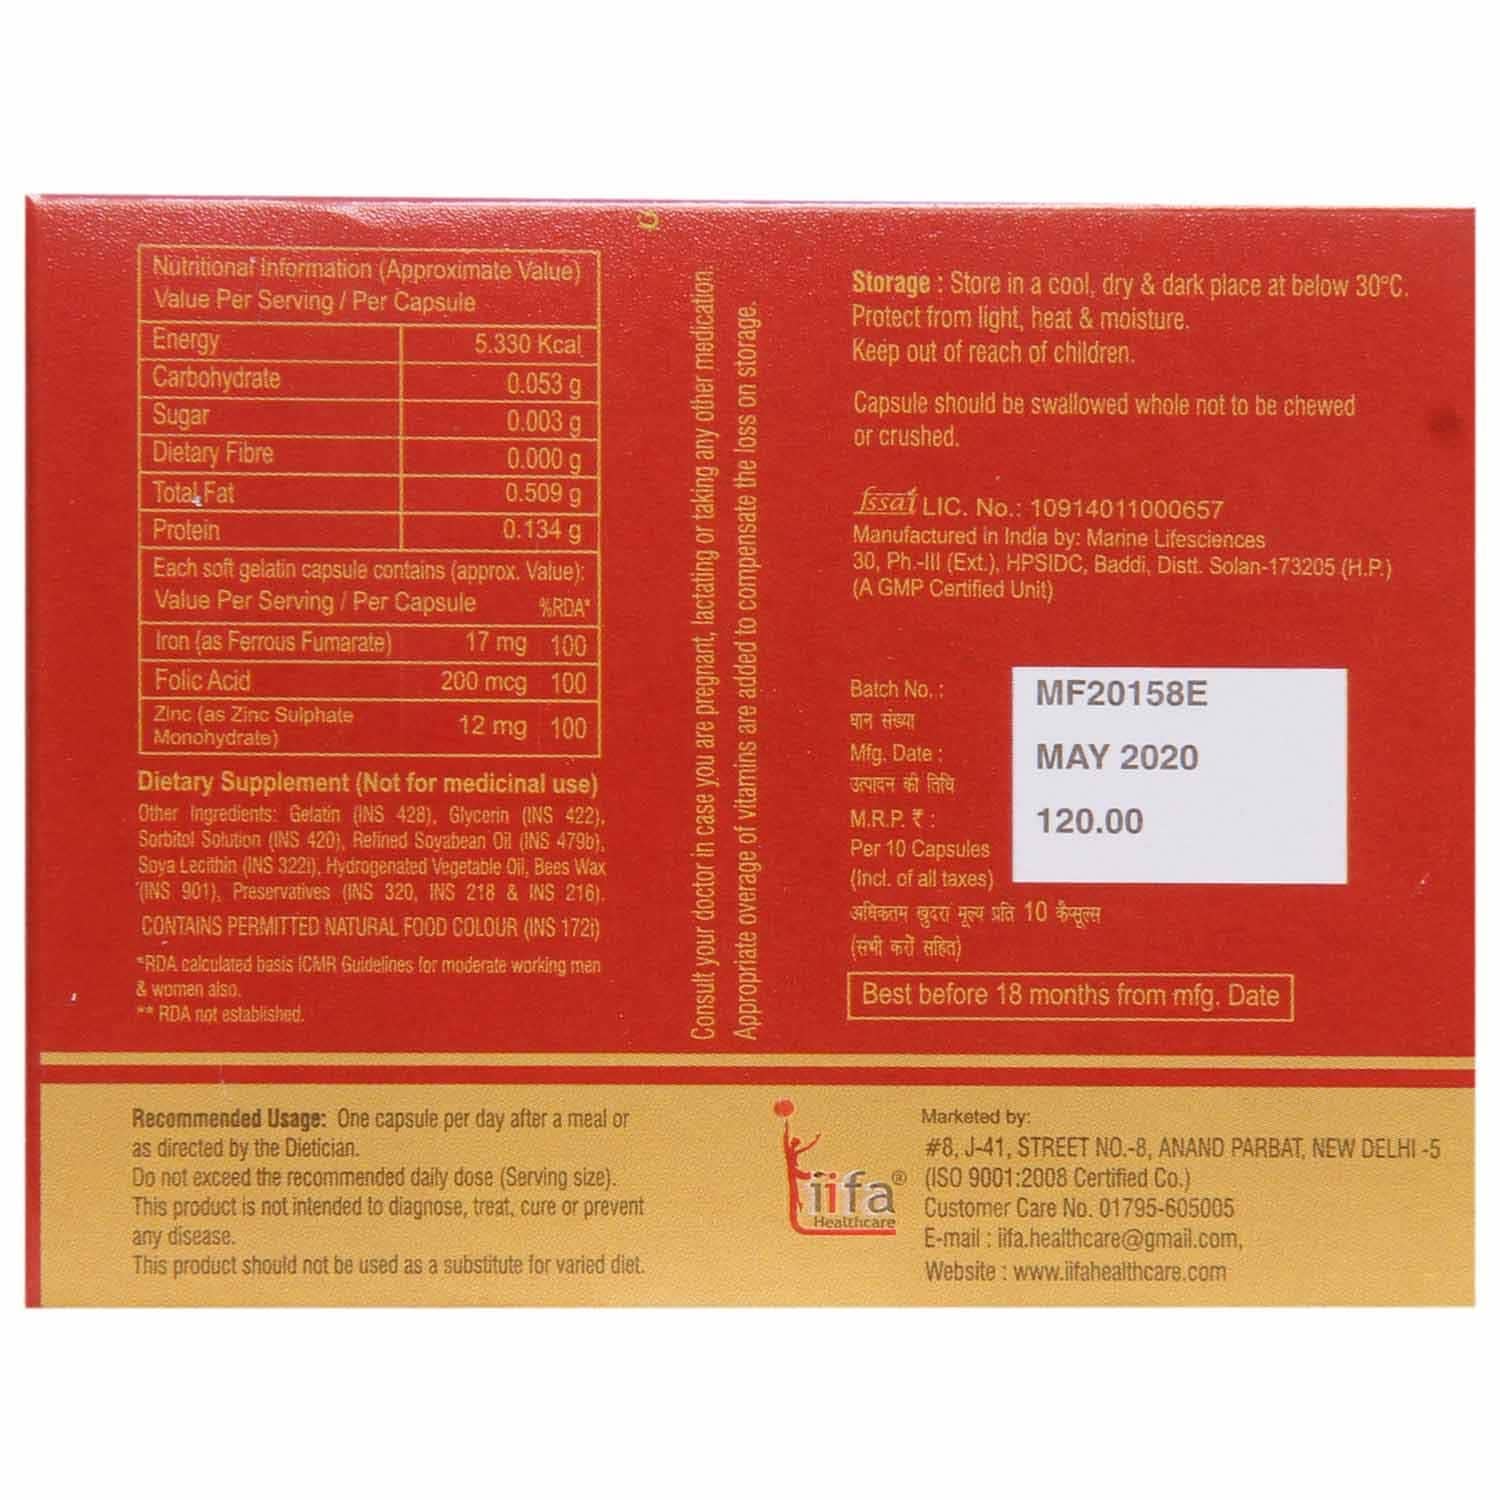 Nutritional Information (Approximate Value)
Value Per Serving / Per Capsule
Energy 5.330 Kcal
Carbohydrate 0.053 g
Sugar 0.003 g
Dietary Fibre 0.000 g
Total Fat 0.509 g
Protein 0.134 g
Each soft gelatin capsule contains (approx. Value):
Value Per Serving / Per Capsule %RDA*
Iron (as Ferrous Fumarate) 17 mg 100
Folic Acid 200 mcg 100
Zinc (as Zinc Sulphate
Monohydrate) 12 mg 100
Dietary Supplement (Not for medicinal use)
Other Ingredients: Gelatin (INS 428), Glycerin (INS 422),
Sorbitol Solution (INS 420), Refined Soyabean Oil (INS 479b),
Soya Lecithin (INS 322i), Hydrogenated Vegetable Oil, Bees Wax
(INS 901), Preservatives (INS 320, INS 218 & INS 216).
CONTAINS PERMITTED NATURAL FOOD COLOUR (INS 172i)
*RDA calculated basis ICMR Guidelines for moderate working men
& women also.
** RDA not established.
Consult your doctor in case you are pregnant, lactating or taking any other medication.
Appropriate overage of vitamins are added to compensate the loss on storage.
Storage : Store in a cool, dry & dark place at below 30°C.
Protect from light, heat & moisture.
Keep out of reach of children.
Capsule should be swallowed whole not to be chewed
or crushed.
fssai LIC. No.: 10914011000657
Manufactured in India by: Marine Lifesciences
30, Ph.-III (Ext.), HPSIDC, Baddi, Distt. Solan-173205 (H.P.)
(A GMP Certified Unit)
Batch No. : MF20158E
घान संख्या
Mfg. Date : MAY 2020
उत्पादन की तिथि
M.R.P. ₹ : 120.00
Per 10 Capsules
(Incl. of all taxes)
अधिकतम खुदरा मूल्य प्रति 10 कैप्सूल्स
(सभी करों सहित)
Best before 18 months from mfg. Date
Recommended Usage: One capsule per day after a meal or
as directed by the Dietician.
Do not exceed the recommended daily dose (Serving size).
This product is not intended to diagnose, treat, cure or prevent
any disease.
This product should not be used as a substitute for varied diet.
iifa®
Healthcare
Marketed by:
#8, J-41, STREET NO.-8, ANAND PARBAT, NEW DELHI -5
(ISO 9001:2008 Certified Co.)
Customer Care No. 01795-605005
E-mail : iifa.healthcare@gmail.com,
Website : www.iifahealthcare.com